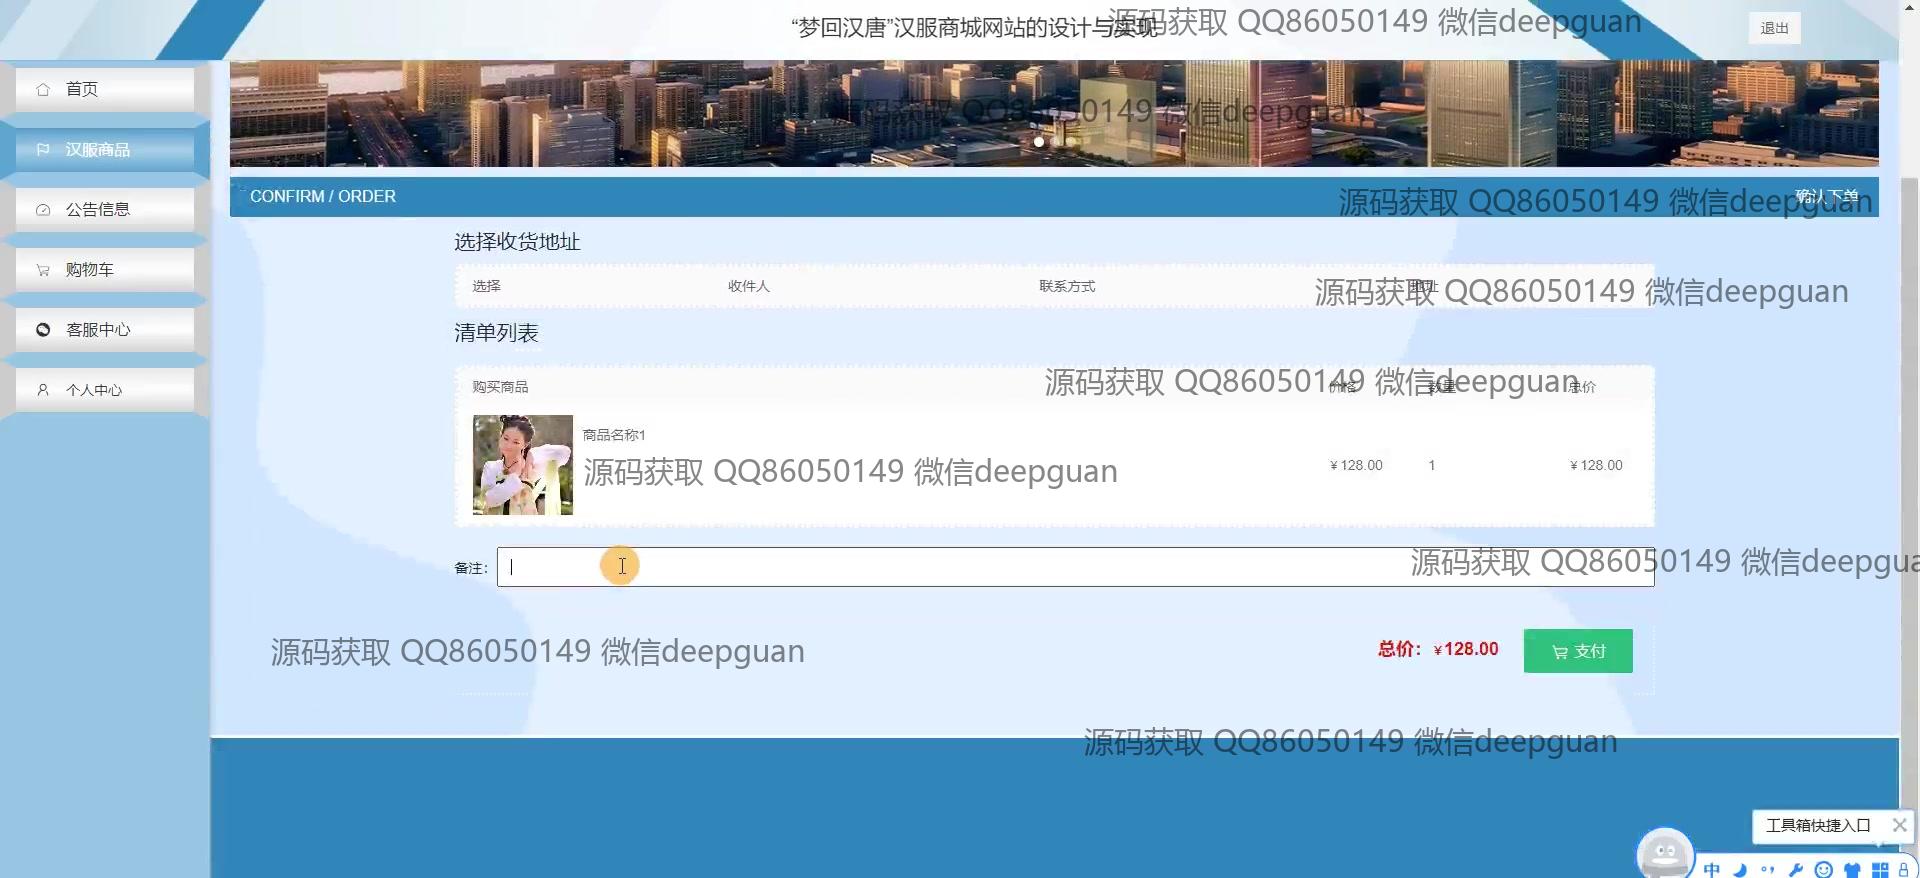 “梦回汉唐”汉服商城网站的设计与实现
源码获取 QQ86050149 微信deepguan
退出
首页
汉服商品
公告信息
购物车
客服中心
个人中心
源码获取 QQ86050149 微信deepguan
CONFIRM / ORDER
确认下单
源码获取 QQ86050149 微信deepguan
选择收货地址
选择
收件人
联系方式
地址
源码获取 QQ86050149 微信deepguan
清单列表
购买商品
价格
数量
总价
源码获取 QQ86050149 微信deepguan
商品名称1
源码获取 QQ86050149 微信deepguan
¥128.00
1
¥128.00
备注：
源码获取 QQ86050149 微信deepgua
源码获取 QQ86050149 微信deepguan
总价：¥128.00
支付
源码获取 QQ86050149 微信deepguan
工具箱快捷入口
中